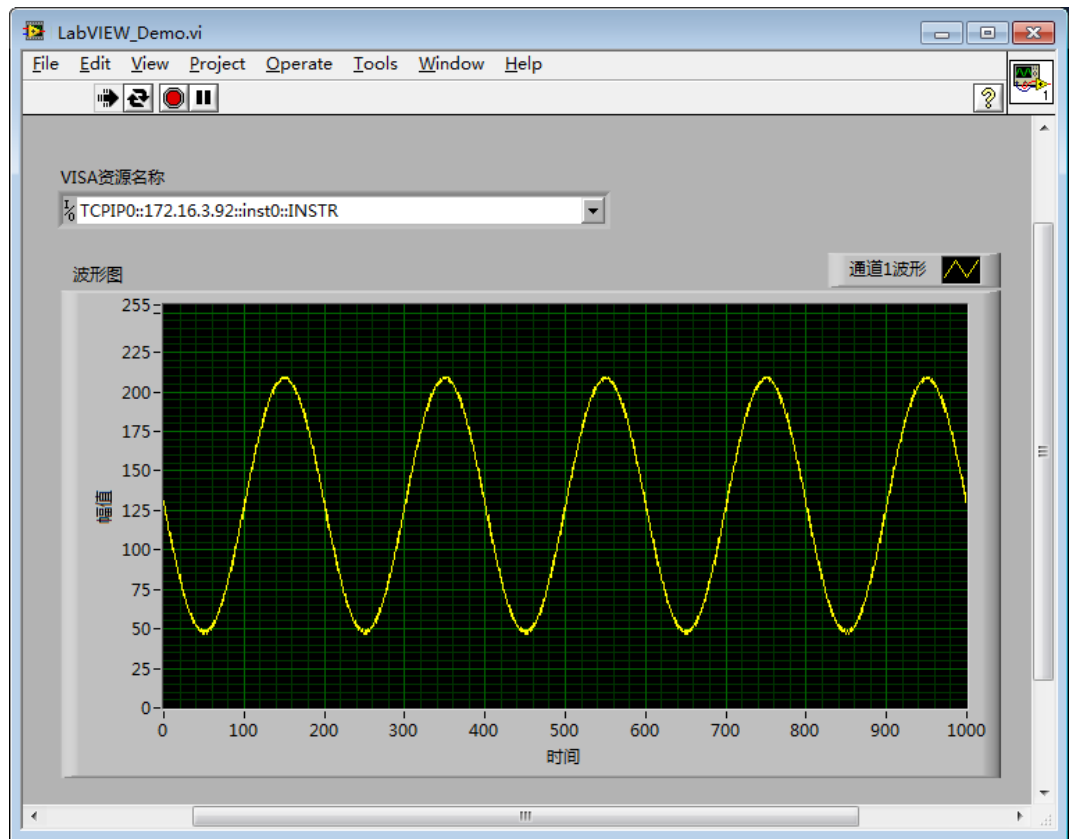 LabVIEW_Demo.vi
File Edit View Project Operate Tools Window Help
1
VISA资源名称
TCPIP0::172.16.3.92::inst0::INSTR
波形图
通道1波形
255
225
200
175
150
125
100
75
50
25
0
幅值
0 100 200 300 400 500 600 700 800 900 1000
时间